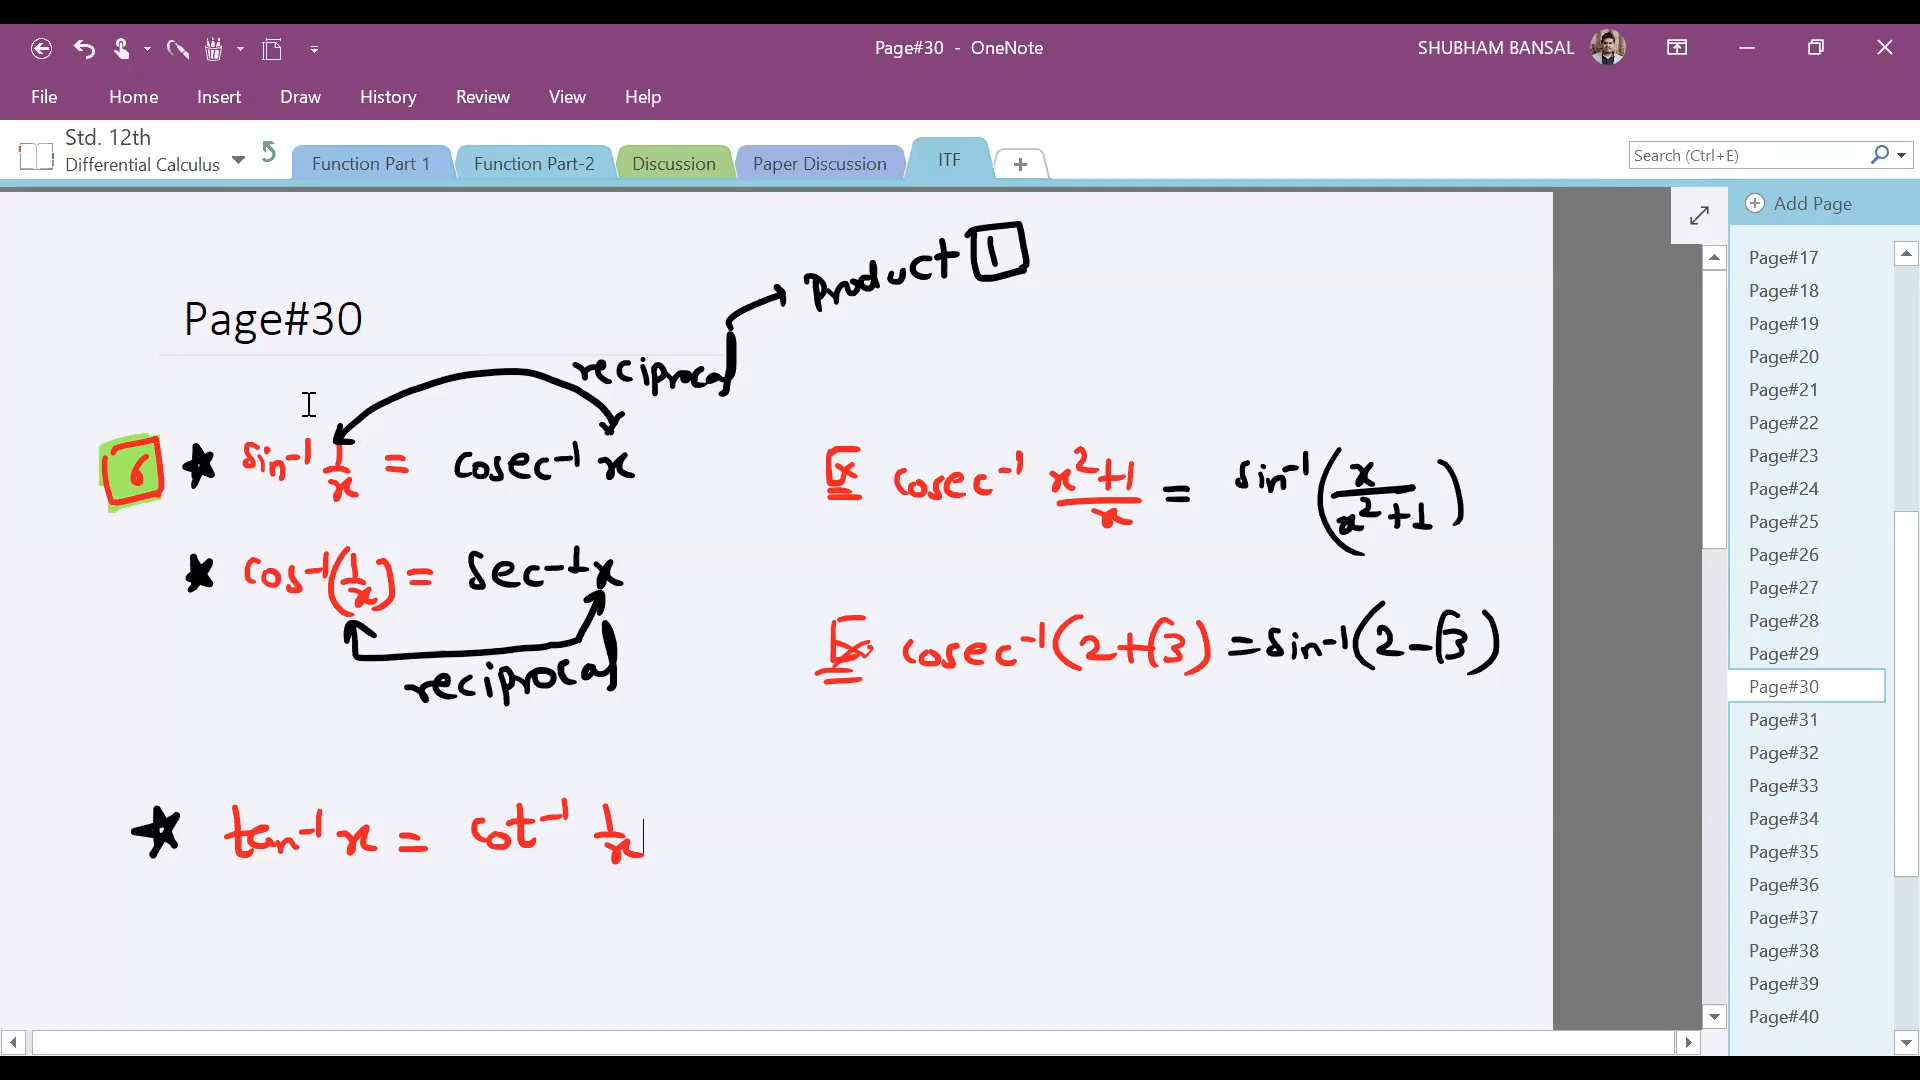 Page#30 - OneNote
SHUBHAM BANSAL
File Home Insert Draw History Review View Help
Std. 12th
Differential Calculus
Function Part 1
Function Part-2
Discussion
Paper Discussion
ITF
+
Search (Ctrl+E)
Add Page
Page#17
Page#18
Page#19
Page#20
Page#21
Page#22
Page#23
Page#24
Page#25
Page#26
Page#27
Page#28
Page#29
Page#30
Page#31
Page#32
Page#33
Page#34
Page#35
Page#36
Page#37
Page#38
Page#39
Page#40
Page#30
Product 1
reciprocal
6 ★ sin⁻¹ 1/x = cosec⁻¹ x
★ cos⁻¹(1/x) = sec⁻¹x
reciprocal
★ tan⁻¹ x = cot⁻¹ 1/x
Ex cosec⁻¹ x²+1/x = sin⁻¹(x/x²+1)
Ex cosec⁻¹(2+√3) = sin⁻¹(2-√3)